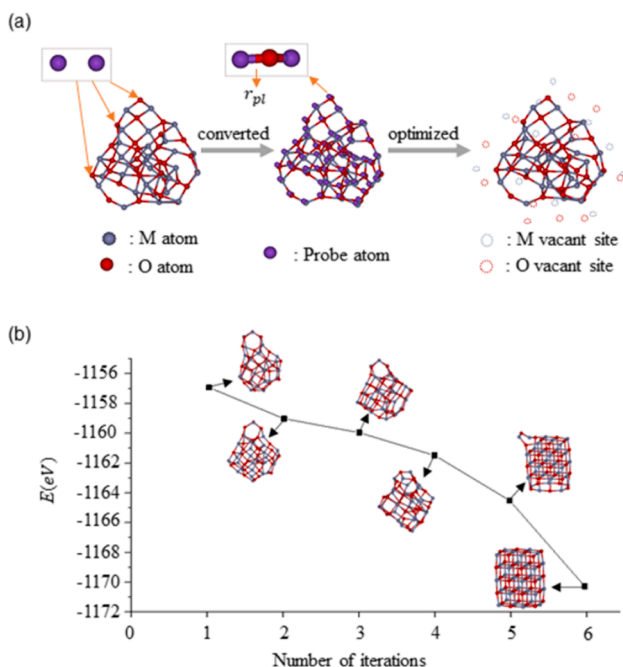 (a)
r_pl
converted
optimized
: M atom
: O atom
: Probe atom
: M vacant site
: O vacant site
(b)
-1156
-1158
-1160
-1162
-1164
-1166
-1168
-1170
-1172
E(eV)
0
1
2
3
4
5
6
Number of iterations